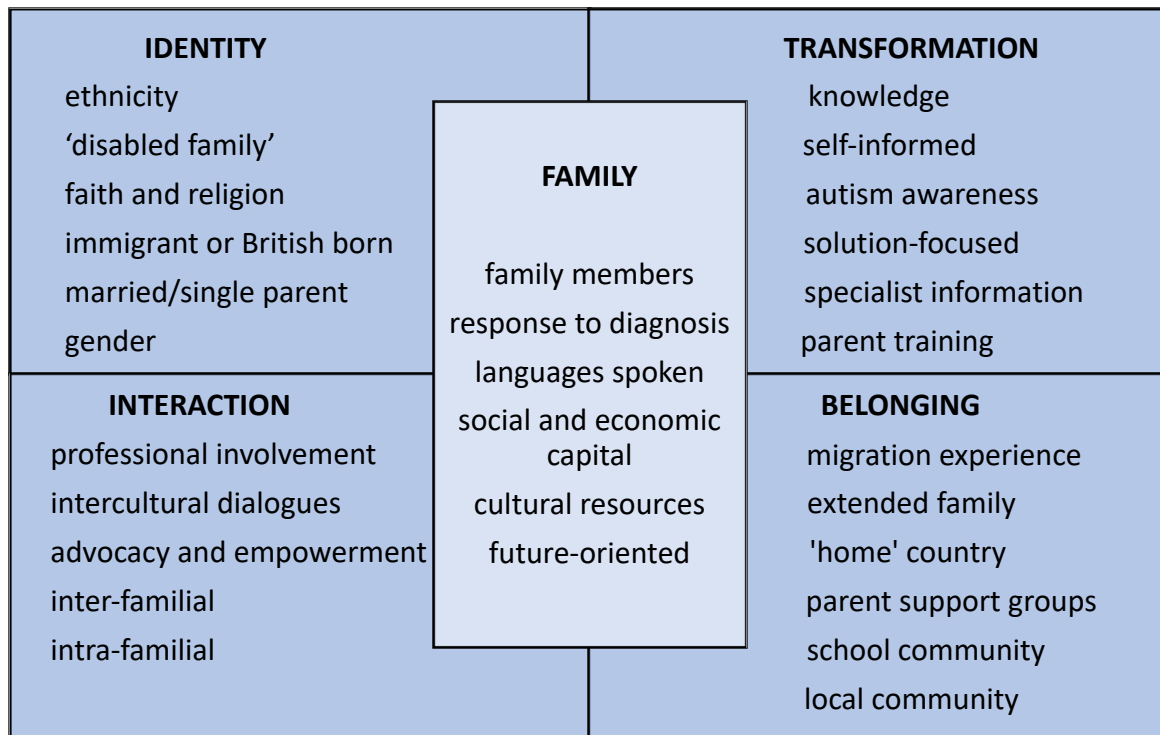 IDENTITY
ethnicity
‘disabled family’
faith and religion
immigrant or British born
married/single parent
gender
TRANSFORMATION
knowledge
self-informed
autism awareness
solution-focused
specialist information
parent training
FAMILY
family members
response to diagnosis
languages spoken
social and economic
capital
cultural resources
future-oriented
INTERACTION
professional involvement
intercultural dialogues
advocacy and empowerment
inter-familial
intra-familial
BELONGING
migration experience
extended family
'home' country
parent support groups
school community
local community